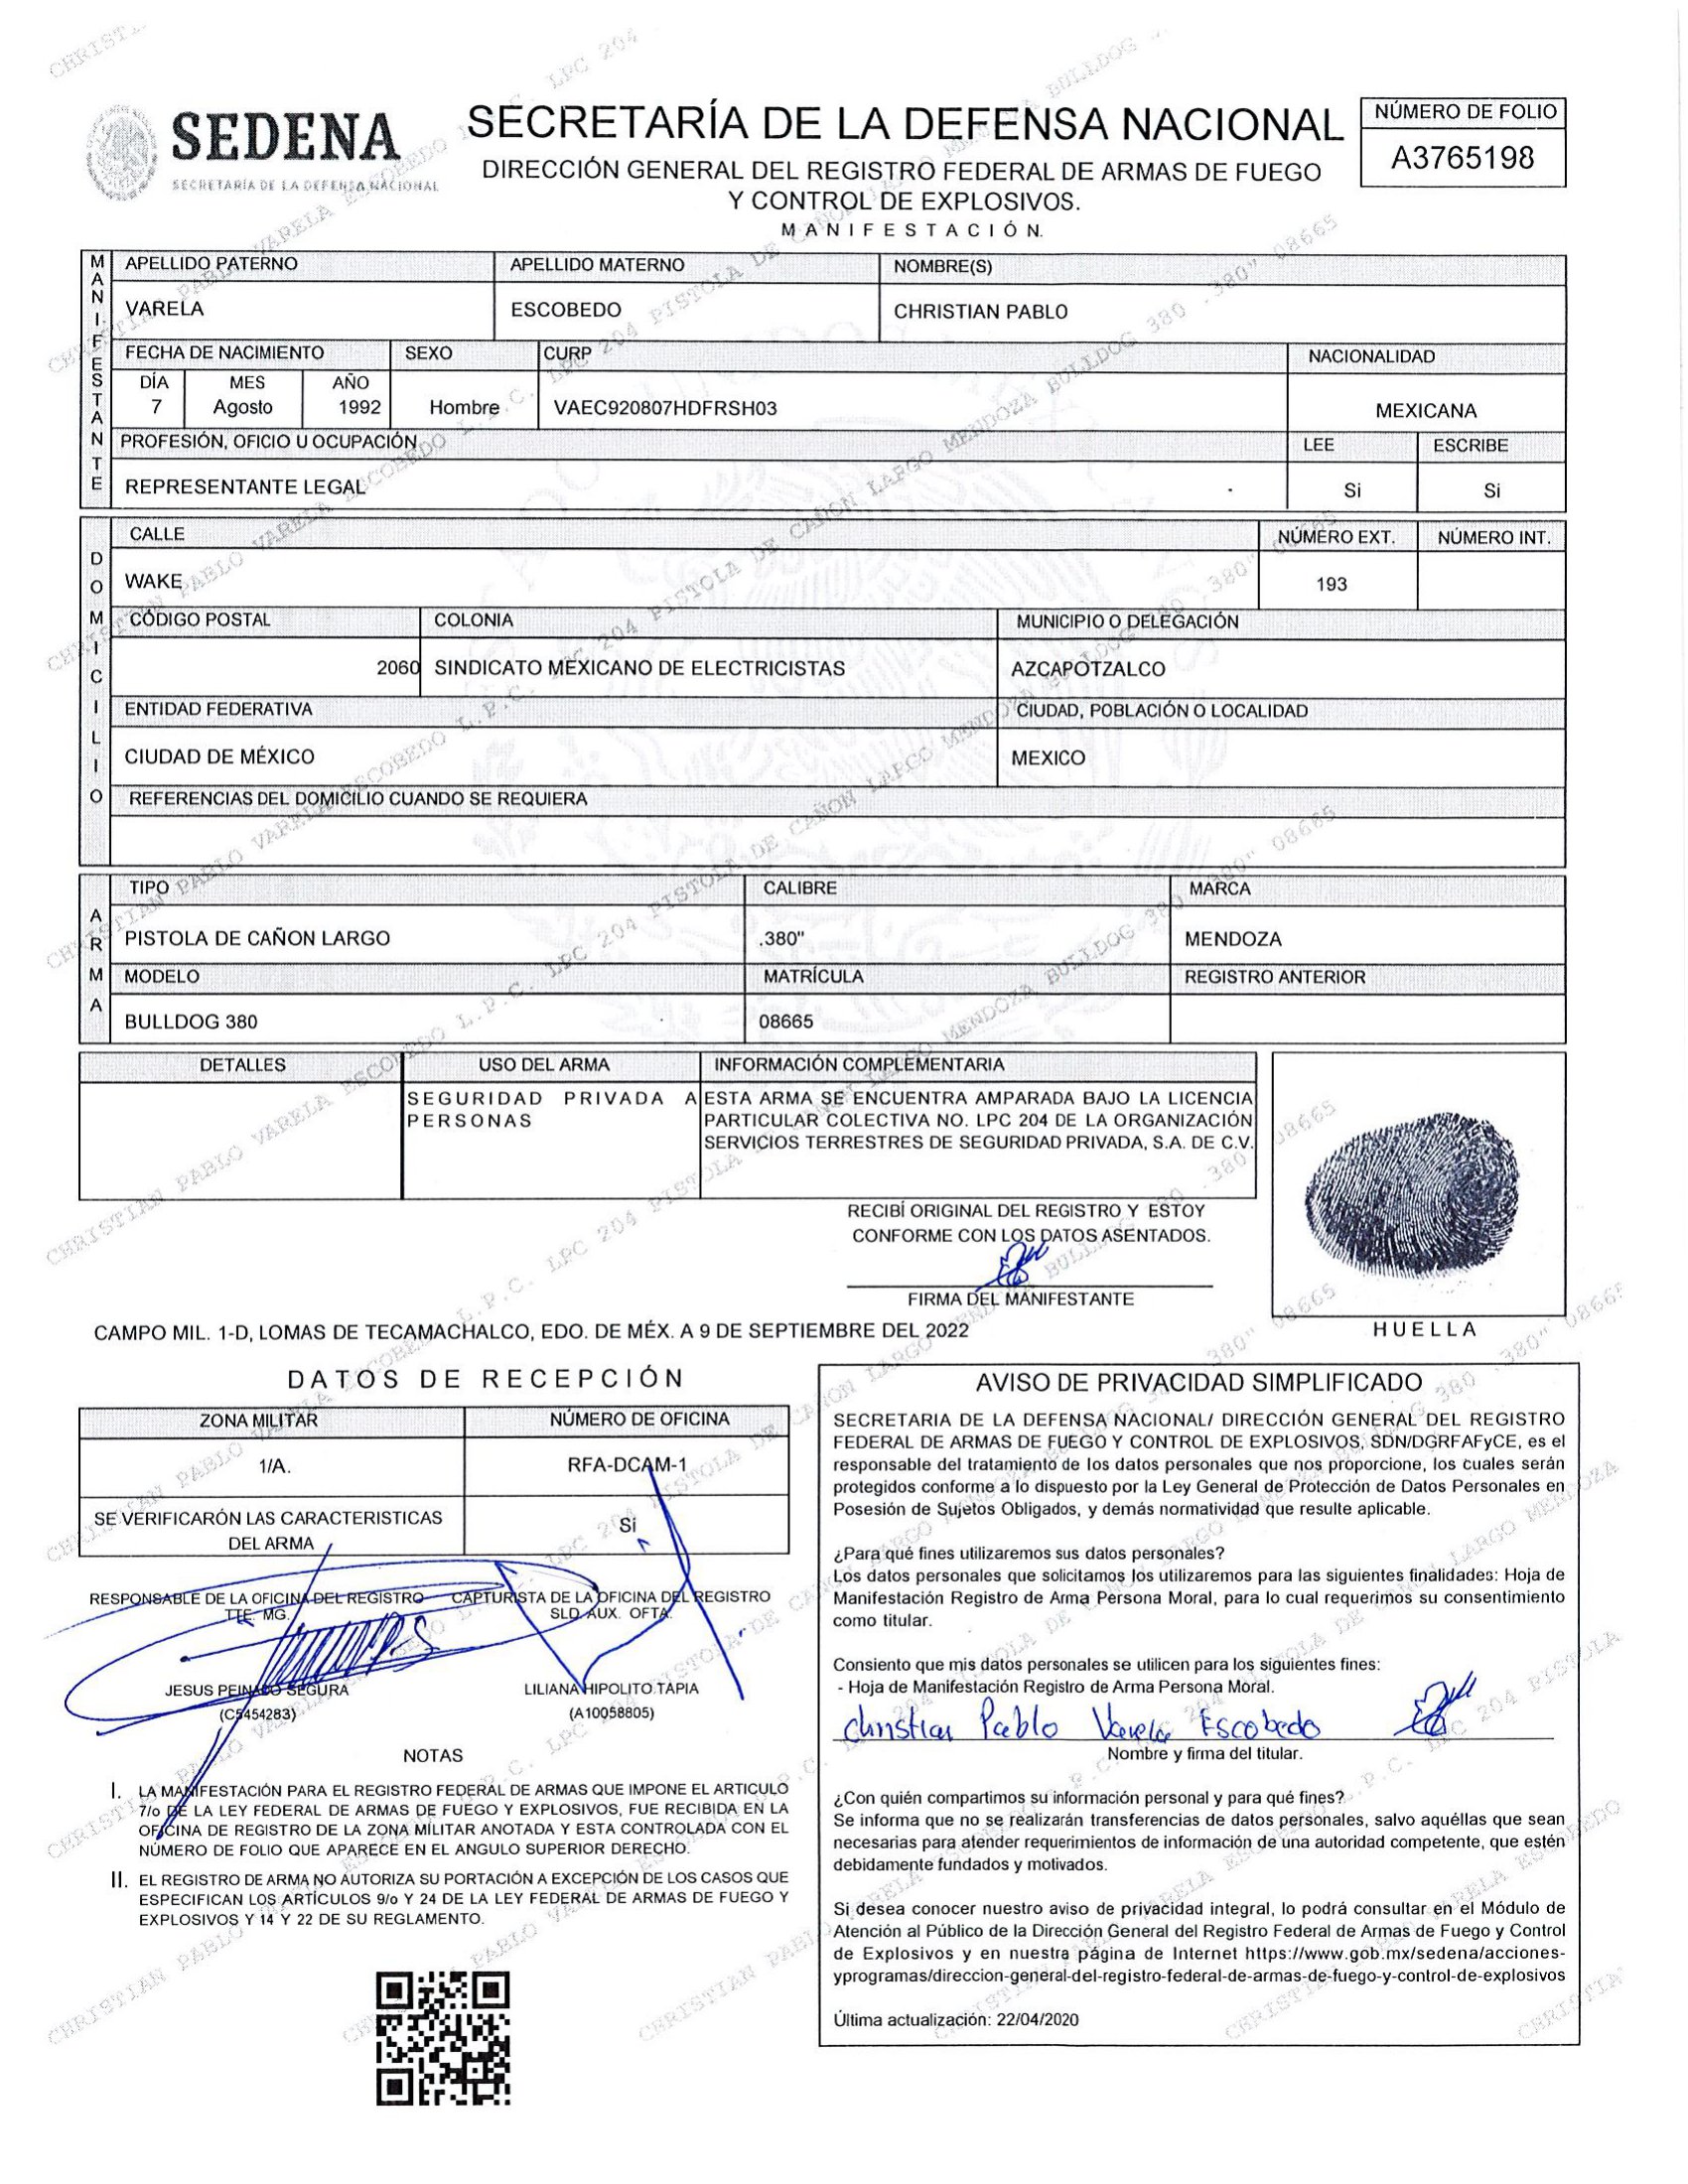 SEDENA
SECRETARÍA DE LA DEFENSA NACIONAL
SECRETARÍA DE LA DEFENSA NACIONAL
DIRECCIÓN GENERAL DEL REGISTRO FEDERAL DE ARMAS DE FUEGO
Y CONTROL DE EXPLOSIVOS.
MANIFESTACIÓN.
NÚMERO DE FOLIO
A3765198
MANIFESTANTE
APELLIDO PATERNO APELLIDO MATERNO NOMBRE(S)
VARELA ESCOBEDO CHRISTIAN PABLO
FECHA DE NACIMIENTO SEXO CURP NACIONALIDAD
DÍA MES AÑO
7 Agosto 1992 Hombre VAEC920807HDFRSH03 MEXICANA
PROFESIÓN, OFICIO U OCUPACIÓN LEE ESCRIBE
REPRESENTANTE LEGAL Si Si
DOMICILIO
CALLE NÚMERO EXT. NÚMERO INT.
WAKE 193
CÓDIGO POSTAL COLONIA MUNICIPIO O DELEGACIÓN
2060 SINDICATO MEXICANO DE ELECTRICISTAS AZCAPOTZALCO
ENTIDAD FEDERATIVA CIUDAD, POBLACIÓN O LOCALIDAD
CIUDAD DE MÉXICO MEXICO
REFERENCIAS DEL DOMICILIO CUANDO SE REQUIERA
ARMA
TIPO CALIBRE MARCA
PISTOLA DE CAÑON LARGO .380" MENDOZA
MODELO MATRÍCULA REGISTRO ANTERIOR
BULLDOG 380 08665
DETALLES USO DEL ARMA INFORMACIÓN COMPLEMENTARIA
SEGURIDAD PRIVADA A
PERSONAS
ESTA ARMA SE ENCUENTRA AMPARADA BAJO LA LICENCIA
PARTICULAR COLECTIVA NO. LPC 204 DE LA ORGANIZACIÓN
SERVICIOS TERRESTRES DE SEGURIDAD PRIVADA, S.A. DE C.V.
RECIBÍ ORIGINAL DEL REGISTRO Y ESTOY
CONFORME CON LOS DATOS ASENTADOS.
FIRMA DEL MANIFESTANTE
HUELLA
CAMPO MIL. 1-D, LOMAS DE TECAMACHALCO, EDO. DE MÉX. A 9 DE SEPTIEMBRE DEL 2022
DATOS DE RECEPCIÓN
ZONA MILITAR NÚMERO DE OFICINA
1/A. RFA-DCAM-1
SE VERIFICARÓN LAS CARACTERISTICAS
DEL ARMA
Si
RESPONSABLE DE LA OFICINA DEL REGISTRO
TTE. MG.
JESUS PEINADO SEGURA
(C5454283)
CAPTURISTA DE LA OFICINA DEL REGISTRO
SLD. AUX. OFTA.
LILIANA HIPOLITO TAPIA
(A10058805)
NOTAS
I. LA MANIFESTACIÓN PARA EL REGISTRO FEDERAL DE ARMAS QUE IMPONE EL ARTICULO
7/o DE LA LEY FEDERAL DE ARMAS DE FUEGO Y EXPLOSIVOS, FUE RECIBIDA EN LA
OFICINA DE REGISTRO DE LA ZONA MILITAR ANOTADA Y ESTA CONTROLADA CON EL
NÚMERO DE FOLIO QUE APARECE EN EL ANGULO SUPERIOR DERECHO.
II. EL REGISTRO DE ARMA NO AUTORIZA SU PORTACIÓN A EXCEPCIÓN DE LOS CASOS QUE
ESPECIFICAN LOS ARTÍCULOS 9/o Y 24 DE LA LEY FEDERAL DE ARMAS DE FUEGO Y
EXPLOSIVOS Y 14 Y 22 DE SU REGLAMENTO.
AVISO DE PRIVACIDAD SIMPLIFICADO
SECRETARIA DE LA DEFENSA NACIONAL/ DIRECCIÓN GENERAL DEL REGISTRO
FEDERAL DE ARMAS DE FUEGO Y CONTROL DE EXPLOSIVOS, SDN/DGRFAFyCE, es el
responsable del tratamiento de los datos personales que nos proporcione, los cuales serán
protegidos conforme a lo dispuesto por la Ley General de Protección de Datos Personales en
Posesión de Sujetos Obligados, y demás normatividad que resulte aplicable.
¿Para qué fines utilizaremos sus datos personales?
Los datos personales que solicitamos los utilizaremos para las siguientes finalidades: Hoja de
Manifestación Registro de Arma Persona Moral, para lo cual requerimos su consentimiento
como titular.
Consiento que mis datos personales se utilicen para los siguientes fines:
- Hoja de Manifestación Registro de Arma Persona Moral.
Christian Pablo Varela Escobedo
Nombre y firma del titular.
¿Con quién compartimos su información personal y para qué fines?
Se informa que no se realizarán transferencias de datos personales, salvo aquéllas que sean
necesarias para atender requerimientos de información de una autoridad competente, que estén
debidamente fundados y motivados.
Si desea conocer nuestro aviso de privacidad integral, lo podrá consultar en el Módulo de
Atención al Público de la Dirección General del Registro Federal de Armas de Fuego y Control
de Explosivos y en nuestra página de Internet https://www.gob.mx/sedena/acciones-
yprogramas/direccion-general-del-registro-federal-de-armas-de-fuego-y-control-de-explosivos
Última actualización: 22/04/2020